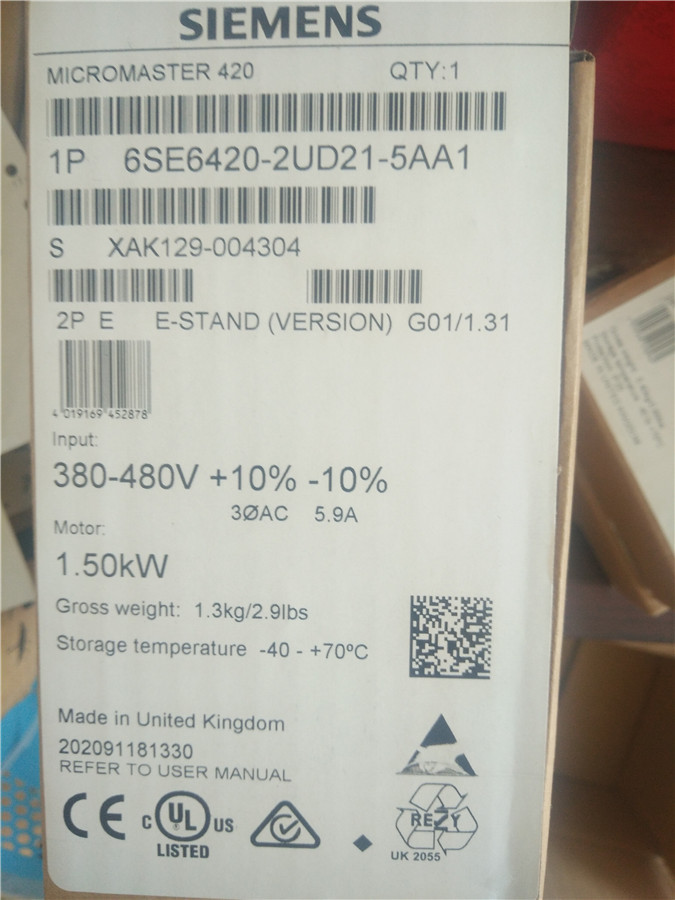 SIEMENS
MICROMASTER 420 QTY:1
1P 6SE6420-2UD21-5AA1
S XAK129-004304
2P E E-STAND (VERSION) G01/1.31
4 019169 452878
Input:
380-480V +10% -10%
3ØAC 5.9A
Motor:
1.50kW
Gross weight: 1.3kg/2.9lbs
Storage temperature -40 - +70ºC
Made in United Kingdom
202091181330
REFER TO USER MANUAL
CE c UL US
LISTED
REZY
UK 2055